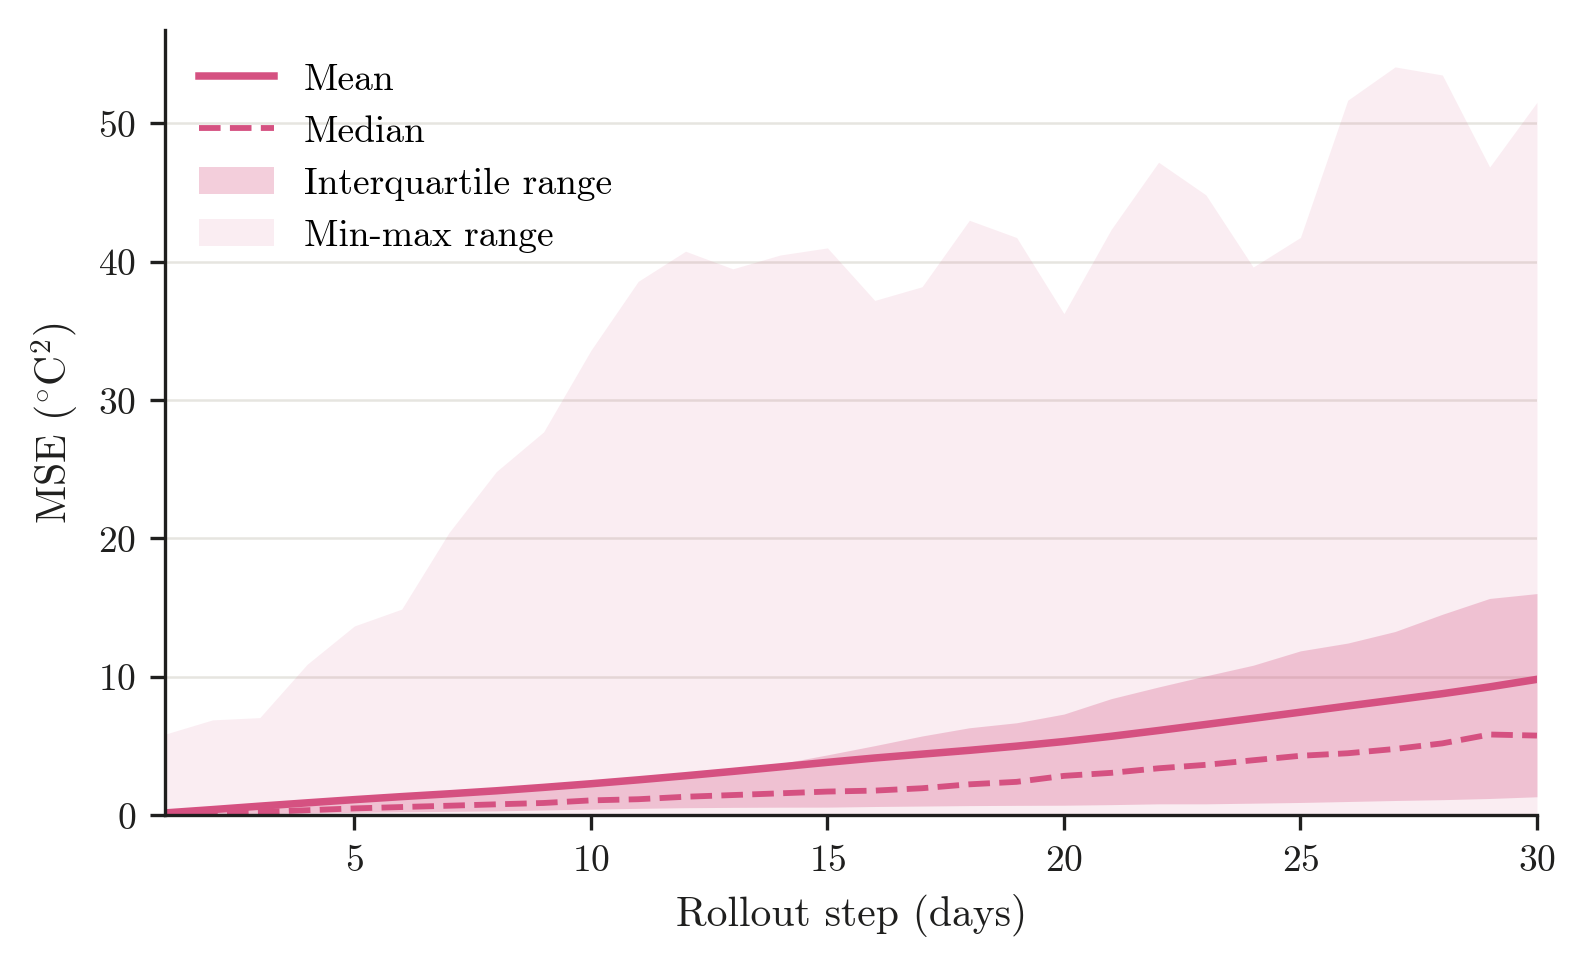 Mean
Median
Interquartile range
Min-max range
50
40
30
20
10
0
MSE (°C²)
5 10 15 20 25 30
Rollout step (days)